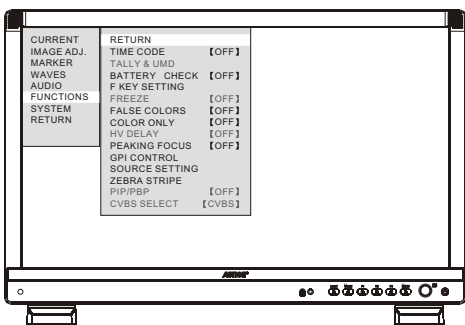 CURRENT
IMAGE ADJ.
MARKER
WAVES
AUDIO
FUNCTIONS
SYSTEM
RETURN
RETURN
TIME CODE 【OFF】
TALLY & UMD
BATTERY CHECK 【OFF】
F KEY SETTING
FREEZE 【OFF】
FALSE COLORS 【OFF】
COLOR ONLY 【OFF】
HV DELAY 【OFF】
PEAKING FOCUS 【OFF】
GPI CONTROL
SOURCE SETTING
ZEBRA STRIPE
PIP/PBP 【OFF】
CVBS SELECT 【CVBS】